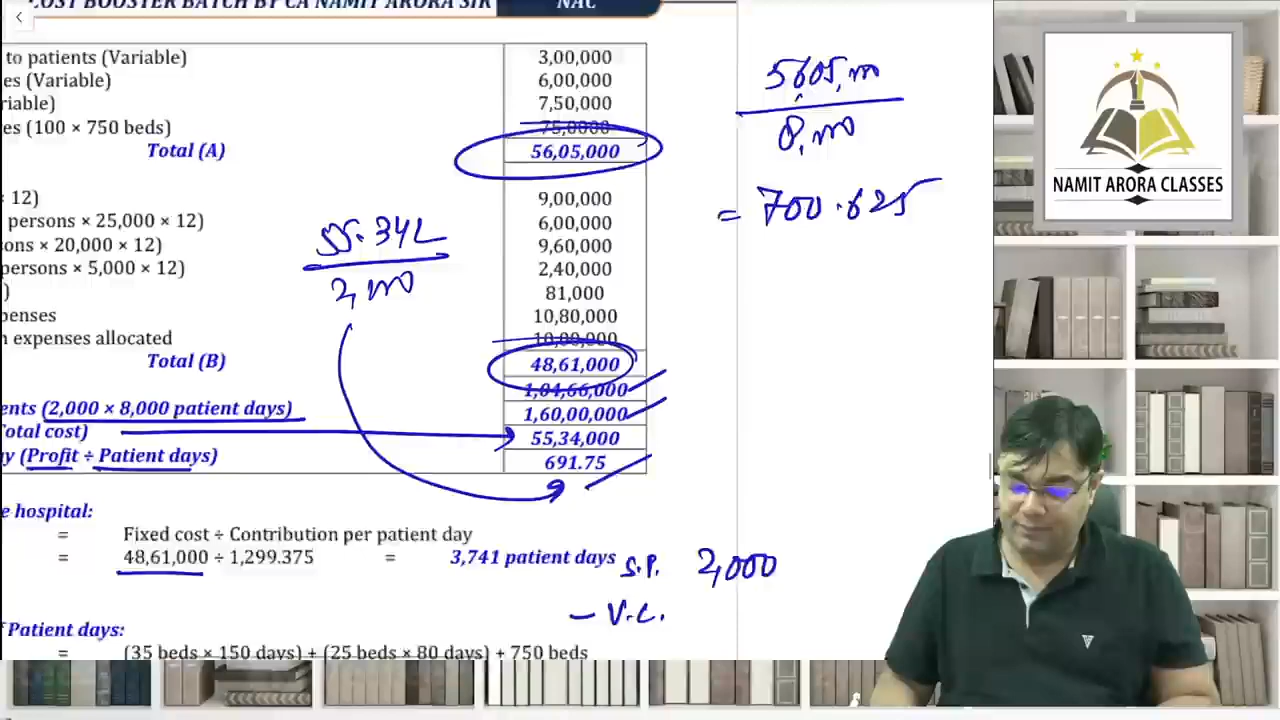 COST BOOSTER BATCH BY CA NAMIT ARORA SIR NAC
to patients (Variable) 3,00,000
es (Variable) 6,00,000
riable) 7,50,000
es (100 × 750 beds) 75,0000
Total (A) 56,05,000
× 12) 9,00,000
persons × 25,000 × 12) 6,00,000
ons × 20,000 × 12) 9,60,000
persons × 5,000 × 12) 2,40,000
) 81,000
penses 10,80,000
n expenses allocated 10,00,000
Total (B) 48,61,000
1,04,66,000
ents (2,000 × 8,000 patient days) 1,60,00,000
Total cost) 55,34,000
y (Profit ÷ Patient days) 691.75
e hospital:
= Fixed cost ÷ Contribution per patient day
= 48,61,000 ÷ 1,299.375 = 3,741 patient days
Patient days:
= (35 beds × 150 days) + (25 beds × 80 days) + 750 beds
55.34L
= 700.625
S.P. 2,000
– V.C.
NAMIT ARORA CLASSES